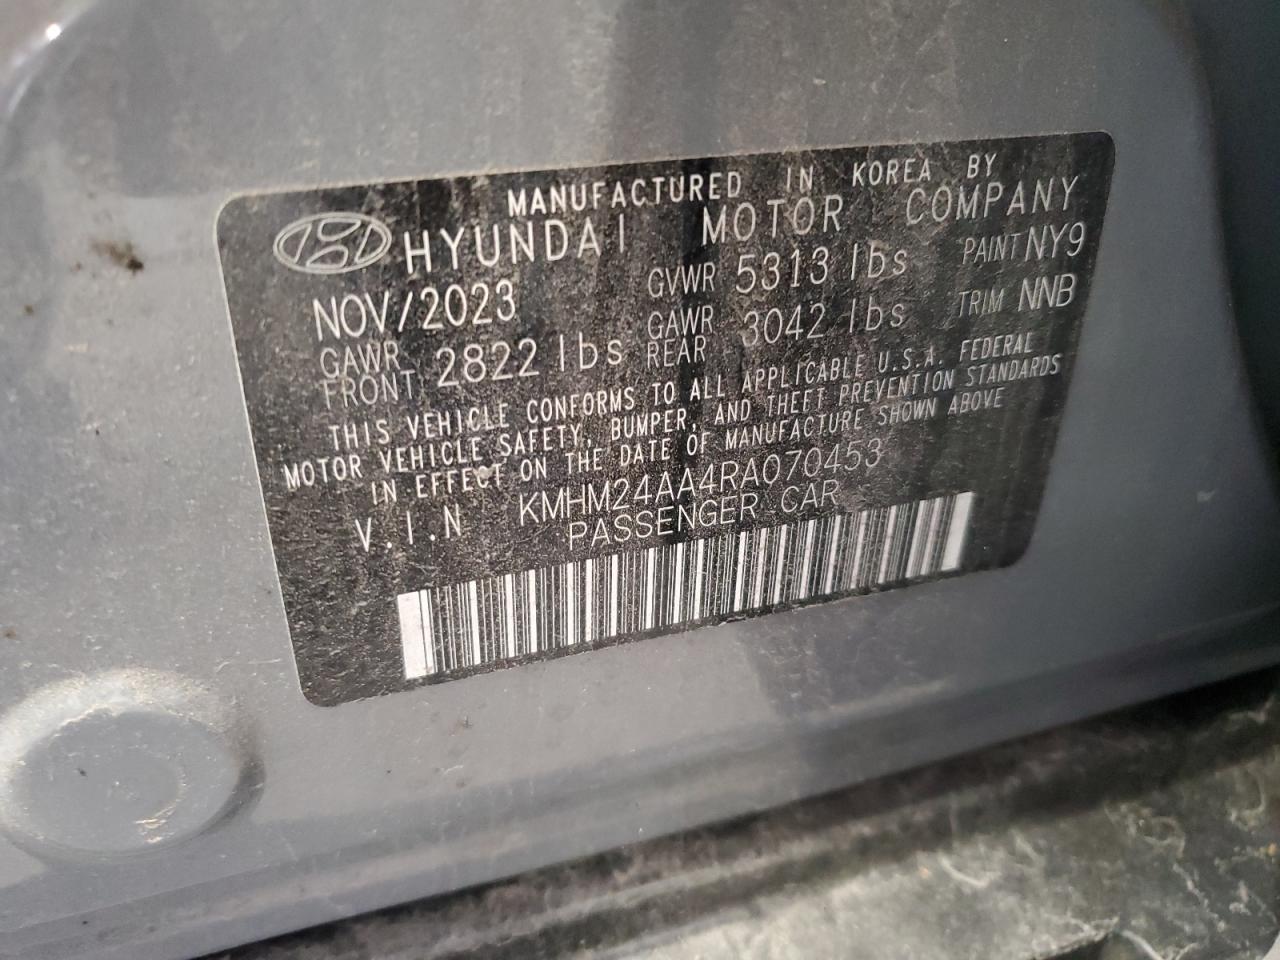 MANUFACTURED IN KOREA BY
HYUNDAI MOTOR COMPANY
NOV/2023 GVWR 5313 lbs PAINT NY9
GAWR FRONT 2822 lbs GAWR REAR 3042 lbs TRIM NNB
THIS VEHICLE CONFORMS TO ALL APPLICABLE U.S.A. FEDERAL
MOTOR VEHICLE SAFETY, BUMPER, AND THEFT PREVENTION STANDARDS
IN EFFECT ON THE DATE OF MANUFACTURE SHOWN ABOVE
V.I.N KMHM24AA4RA070453
PASSENGER CAR